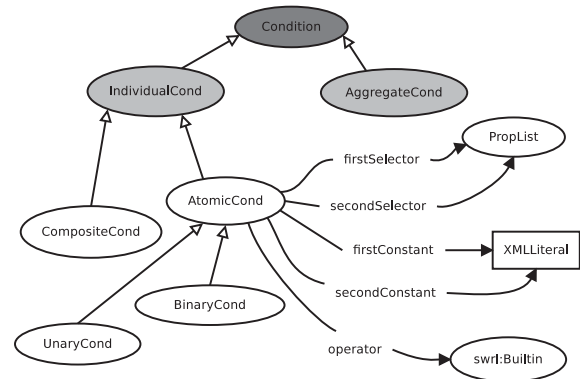 Condition
IndividualCond
AggregateCond
PropList
firstSelector
AtomicCond
secondSelector
CompositeCond
firstConstant
XMLLiteral
secondConstant
BinaryCond
UnaryCond
operator
swrl:Builtin